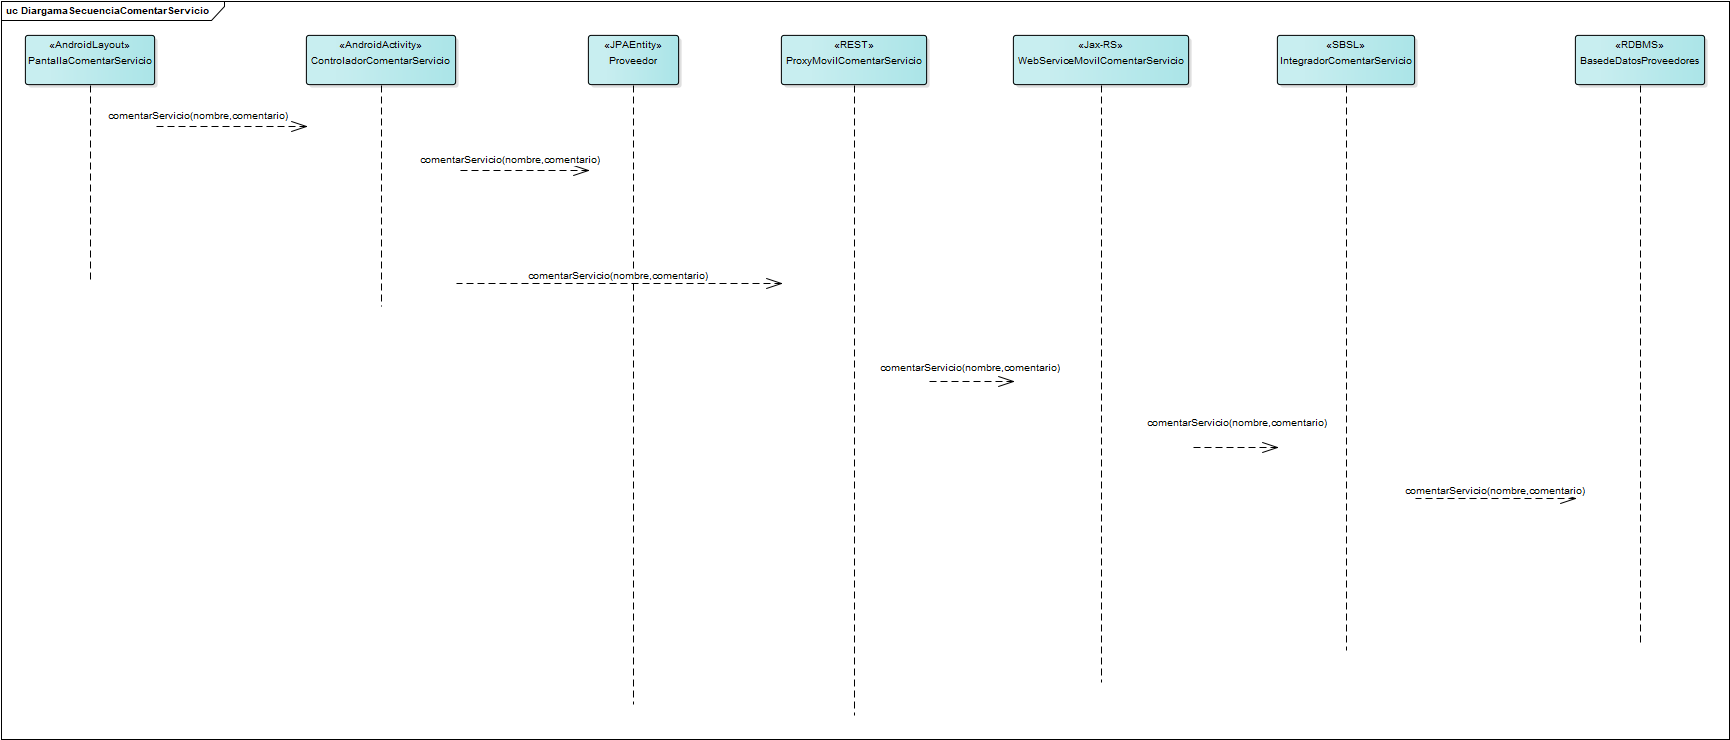 uc DiargamaSecuenciaComentarServicio
«AndroidLayout»
PantallaComentarServicio
«AndroidActivity»
ControladorComentarServicio
«JPAEntity»
Proveedor
«REST»
ProxyMovilComentarServicio
«Jax-RS»
WebServiceMovilComentarServicio
«SBSL»
IntegradorComentarServicio
«RDBMS»
BasedeDatosProveedores
comentarServicio(nombre,comentario)
comentarServicio(nombre,comentario)
comentarServicio(nombre,comentario)
comentarServicio(nombre,comentario)
comentarServicio(nombre,comentario)
comentarServicio(nombre,comentario)